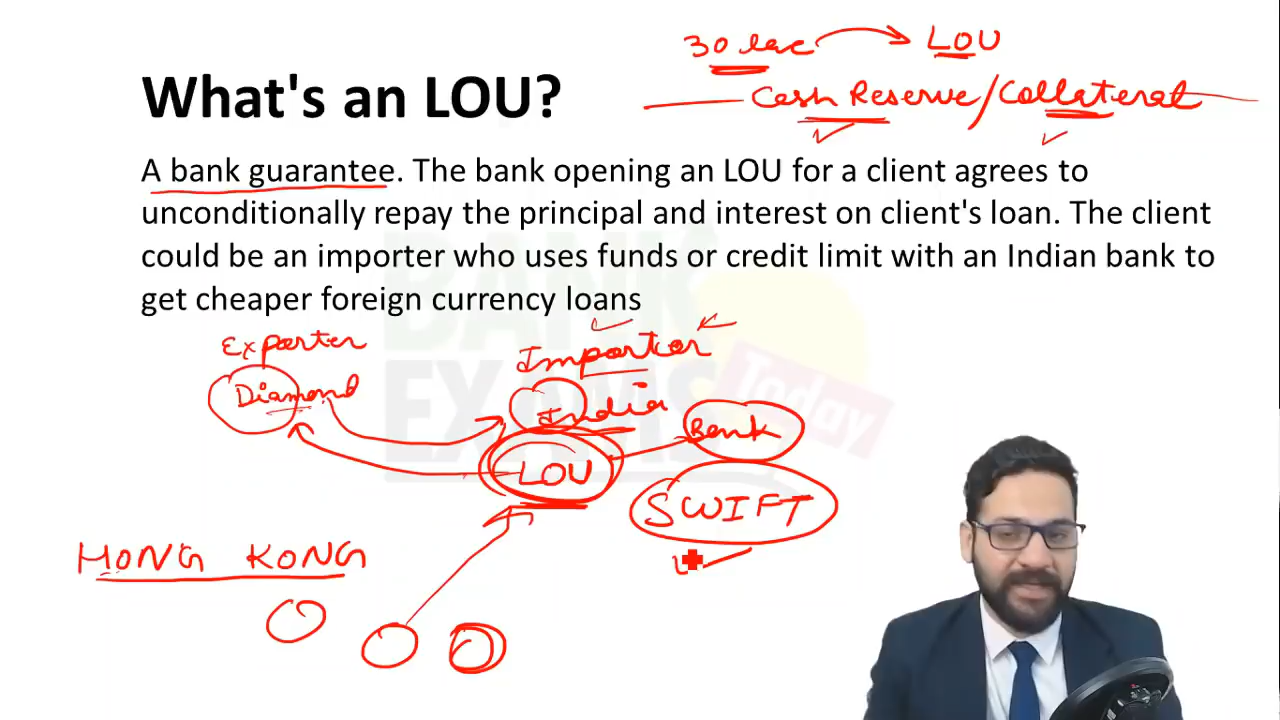 30 lac LOU
Cash Reserve/Collateral
What's an LOU?
A bank guarantee. The bank opening an LOU for a client agrees to
unconditionally repay the principal and interest on client's loan. The client
could be an importer who uses funds or credit limit with an Indian bank to
get cheaper foreign currency loans
Exporter
Importer
Diamond
India
Bank
LOU
SWIFT
HONG KONG
BANK
EXAMS
Today